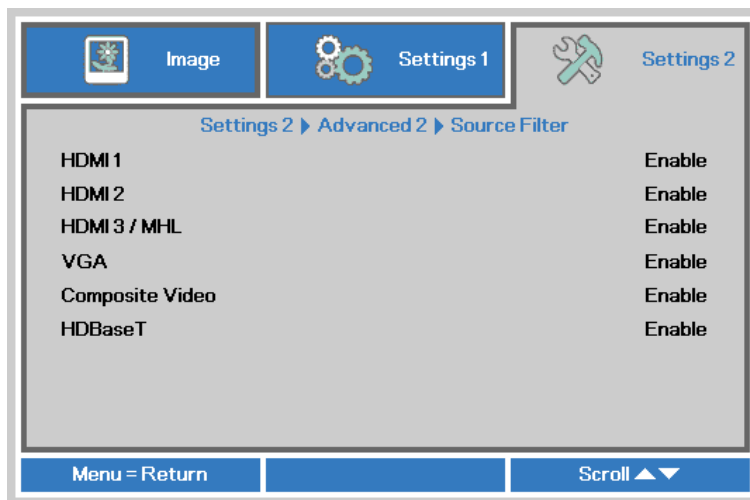 Image
Settings 1
Settings 2
Settings 2 ▶ Advanced 2 ▶ Source Filter
HDMI 1 Enable
HDMI 2 Enable
HDMI 3 / MHL Enable
VGA Enable
Composite Video Enable
HDBaseT Enable
Menu = Return
Scroll ▲▼